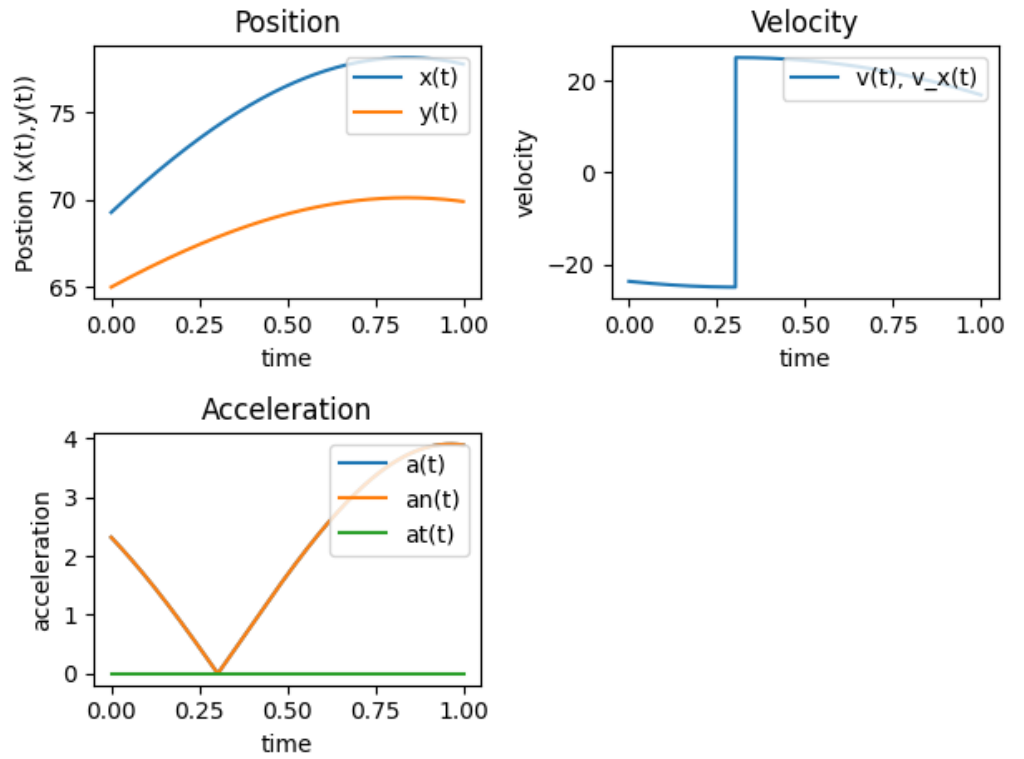 Position
x(t)
y(t)
Postion (x(t),y(t))
75
70
65
0.00 0.25 0.50 0.75 1.00
time
Velocity
v(t), v_x(t)
velocity
20
0
−20
0.00 0.25 0.50 0.75 1.00
time
Acceleration
a(t)
an(t)
at(t)
acceleration
4
3
2
1
0
0.00 0.25 0.50 0.75 1.00
time